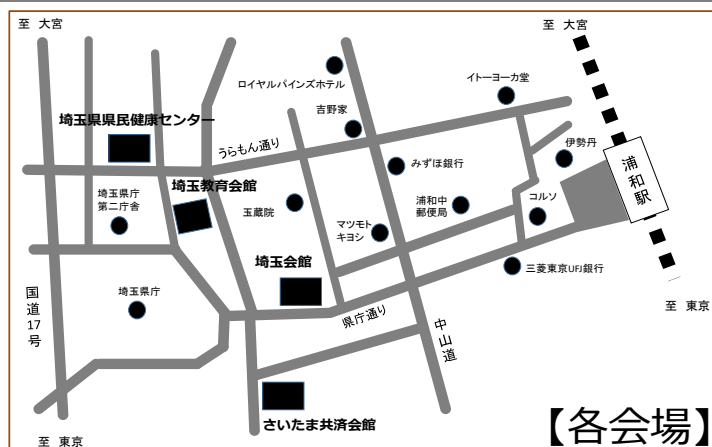 至 大宮
至 大宮
ロイヤルパインズホテル
イトーヨーカ堂
吉野家
埼玉県県民健康センター
うらもん通り
伊勢丹
浦和駅
みずほ銀行
埼玉教育会館
埼玉県庁
第二庁舎
玉蔵院
浦和中
郵便局
コルソ
マツモト
キヨシ
埼玉会館
三菱東京UFJ銀行
埼玉県庁
国道17号
県庁通り
中山道
至 東京
さいたま共済会館
【各会場】
至 東京